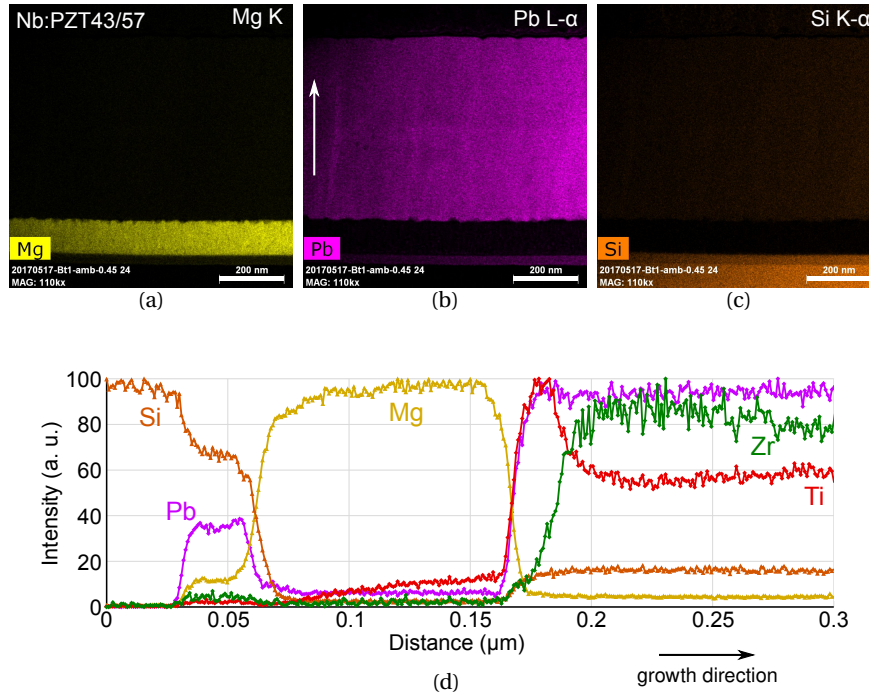 Nb:PZT43/57 Mg K
Mg
20170517-Bt1-amb-0.45 24
MAG: 110kx
200 nm
(a)
Pb L-α
Pb
20170517-Bt1-amb-0.45 24
MAG: 110kx
200 nm
(b)
Si K-α
Si
20170517-Bt1-amb-0.45 24
MAG: 110kx
200 nm
(c)
Intensity (a. u.)
100
80
60
40
20
0
Si
Pb
Mg
Zr
Ti
0 0.05 0.1 0.15 0.2 0.25 0.3
Distance (µm)
growth direction
(d)